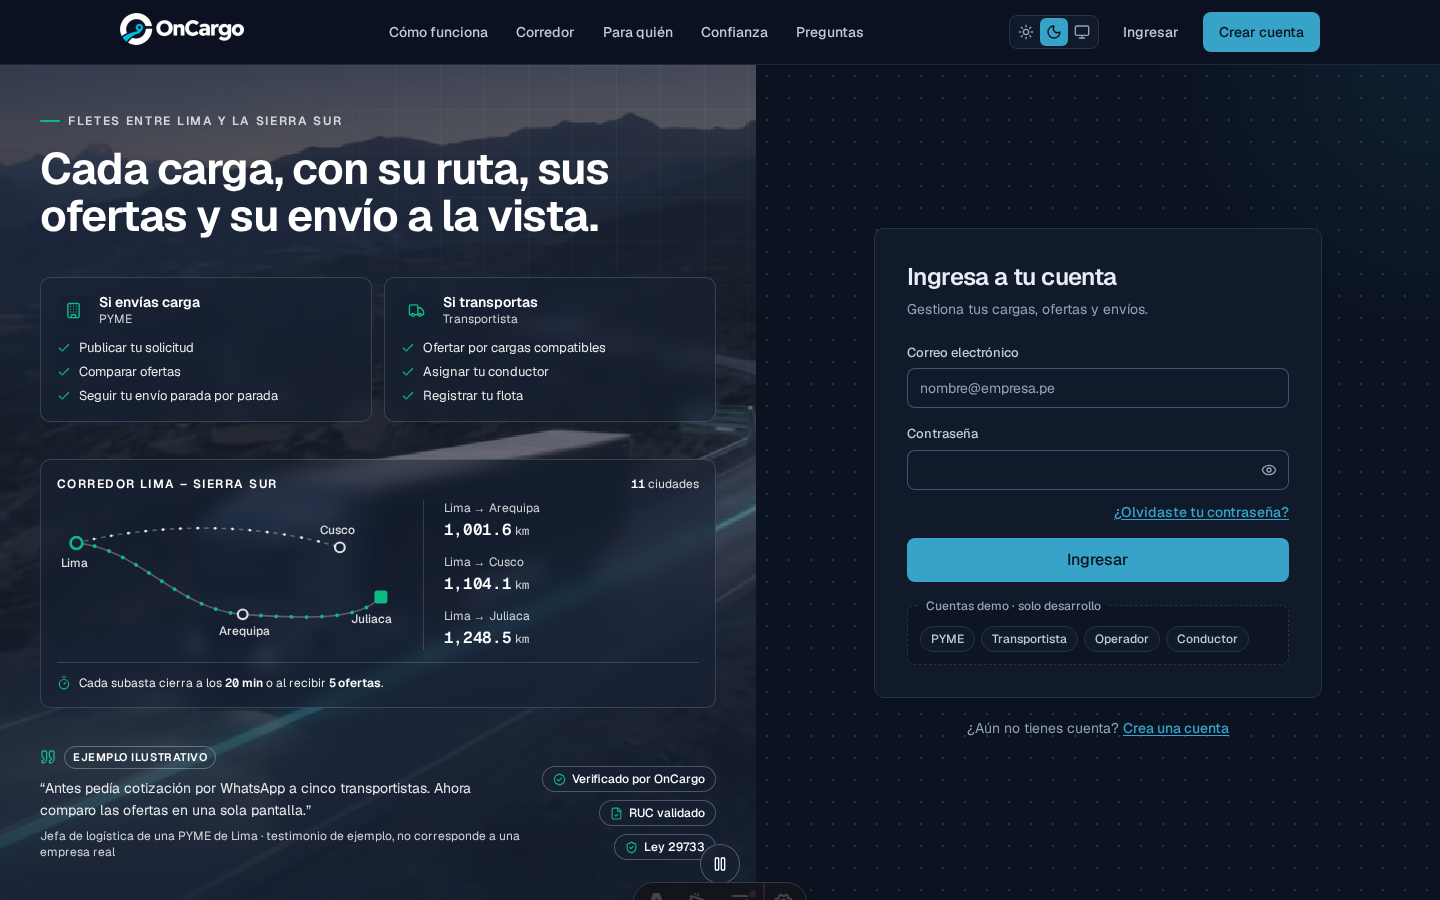 OnCargo
Cómo funciona
Corredor
Para quién
Confianza
Preguntas
Ingresar
Crear cuenta
FLETES ENTRE LIMA Y LA SIERRA SUR
Cada carga, con su ruta, sus
ofertas y su envío a la vista.
Si envías carga
PYME
Publicar tu solicitud
Comparar ofertas
Seguir tu envío parada por parada
Si transportas
Transportista
Ofertar por cargas compatibles
Asignar tu conductor
Registrar tu flota
CORREDOR LIMA – SIERRA SUR
11 ciudades
Lima
Cusco
Arequipa
Juliaca
Lima → Arequipa
1,001.6 km
Lima → Cusco
1,104.1 km
Lima → Juliaca
1,248.5 km
Cada subasta cierra a los 20 min o al recibir 5 ofertas.
EJEMPLO ILUSTRATIVO
“Antes pedía cotización por WhatsApp a cinco transportistas. Ahora
comparo las ofertas en una sola pantalla.”
Jefa de logística de una PYME de Lima · testimonio de ejemplo, no corresponde a una
empresa real
Verificado por OnCargo
RUC validado
Ley 29733
Ingresa a tu cuenta
Gestiona tus cargas, ofertas y envíos.
Correo electrónico
nombre@empresa.pe
Contraseña
¿Olvidaste tu contraseña?
Ingresar
Cuentas demo · solo desarrollo
PYME
Transportista
Operador
Conductor
¿Aún no tienes cuenta? Crea una cuenta